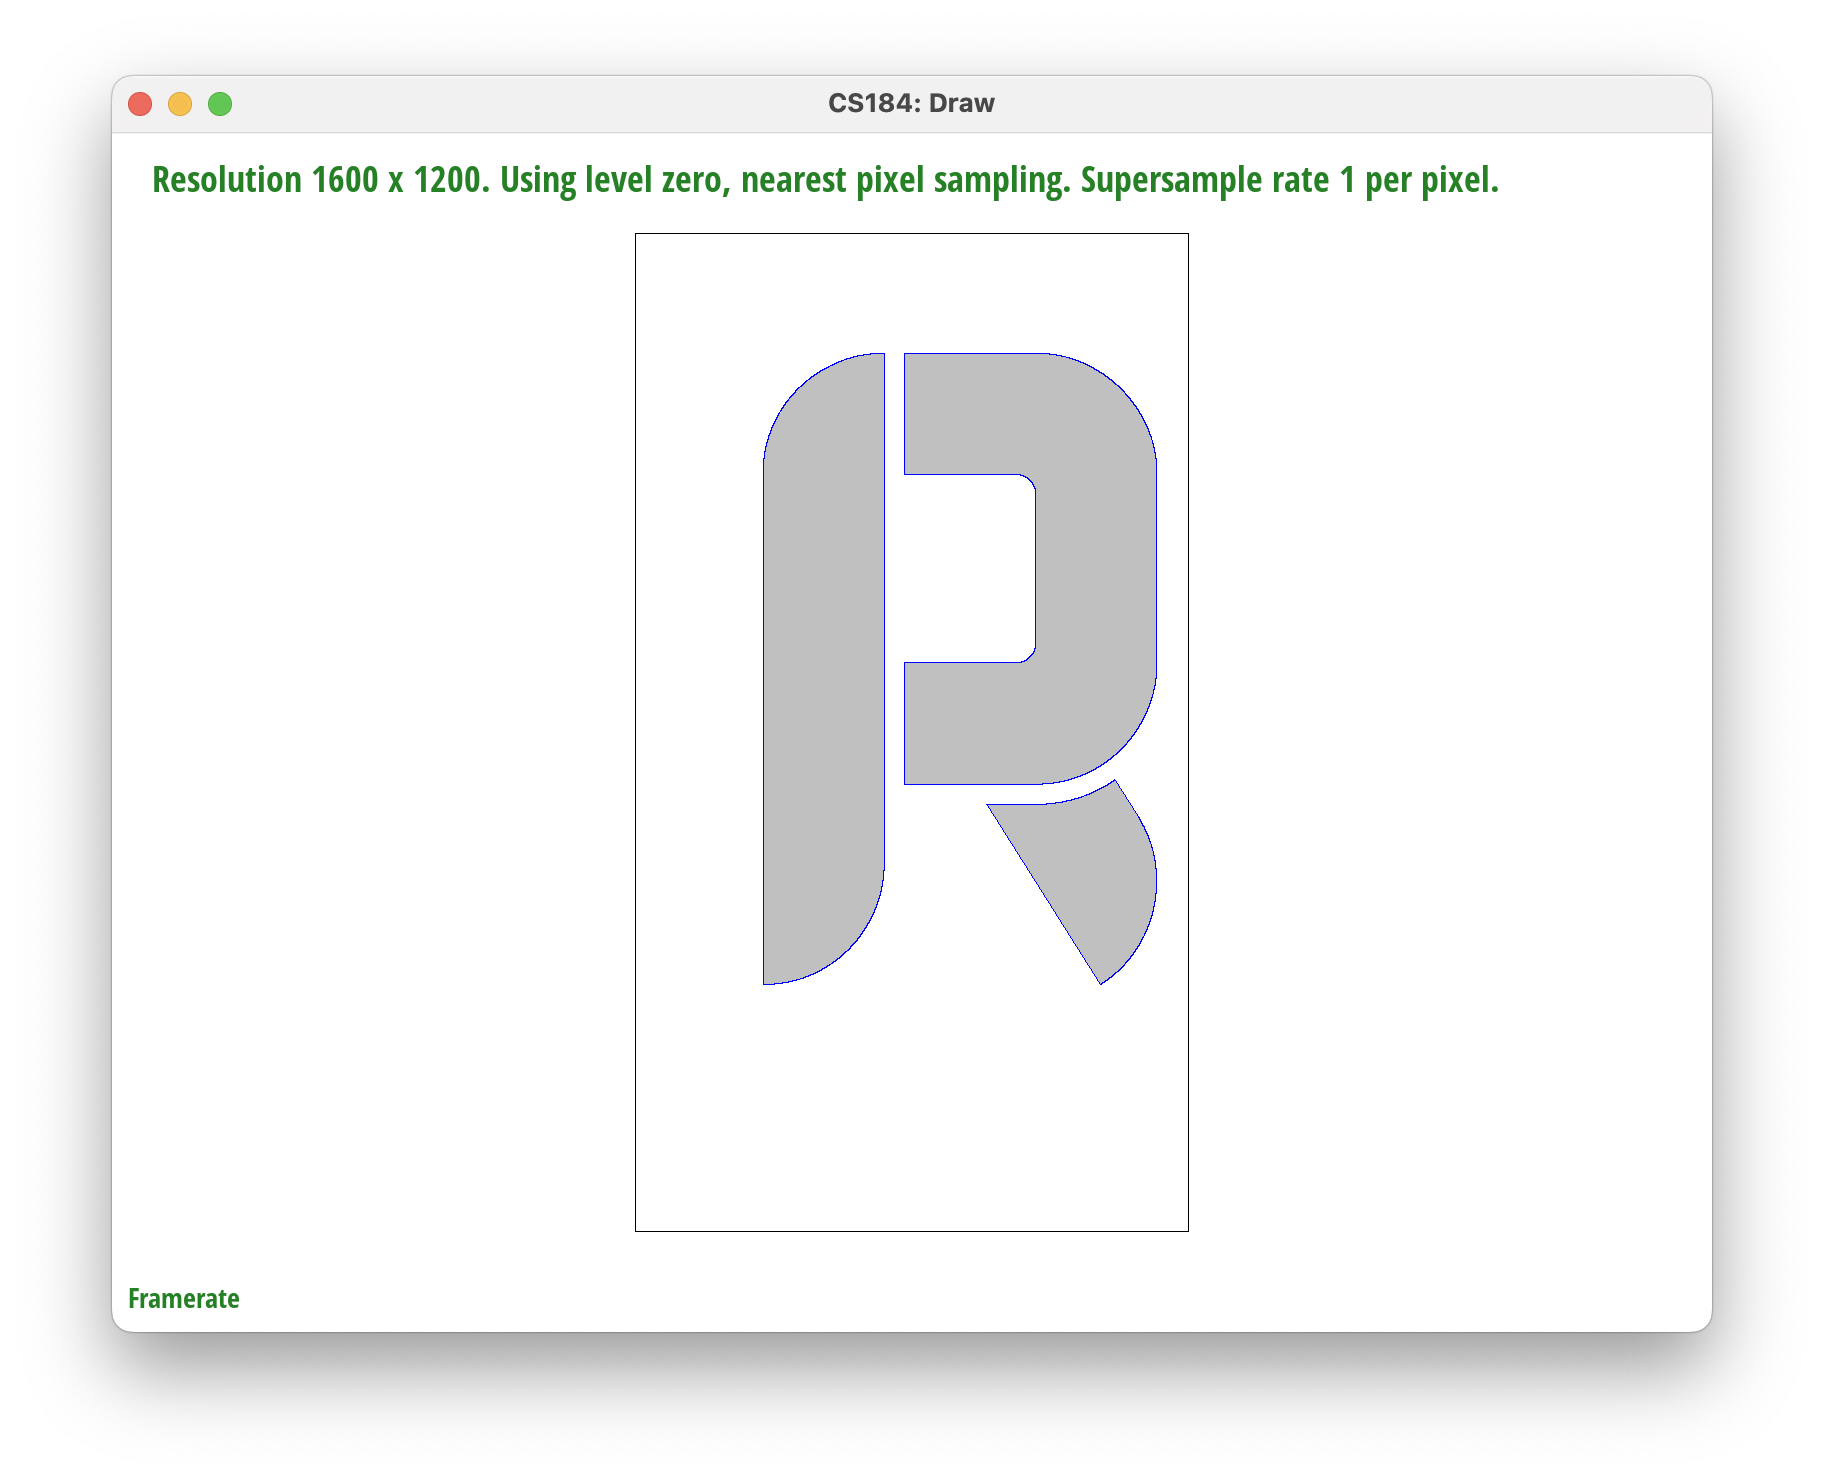 CS184: Draw
Resolution 1600 x 1200. Using level zero, nearest pixel sampling. Supersample rate 1 per pixel.
R
Framerate